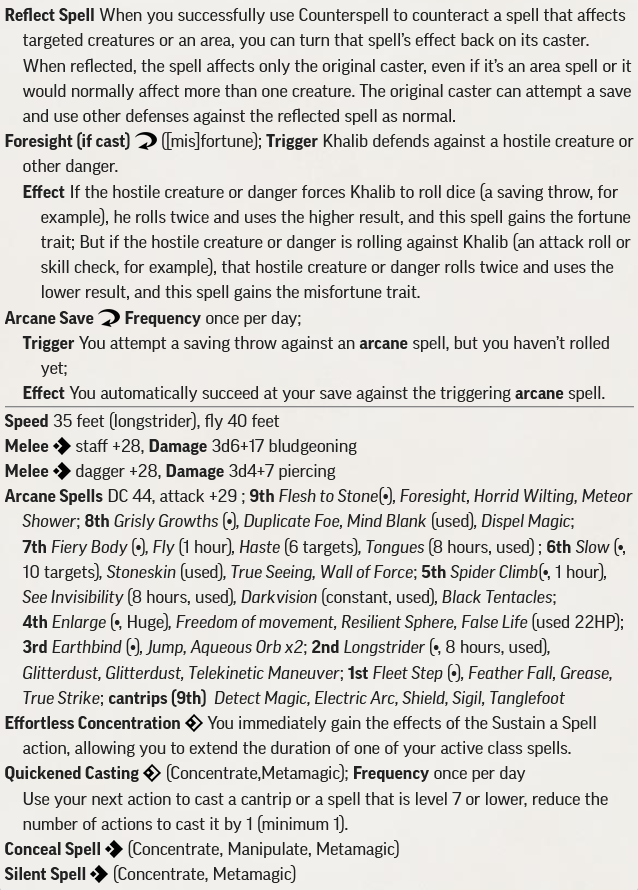 Reflect Spell When you successfully use Counterspell to counteract a spell that affects
targeted creatures or an area, you can turn that spell's effect back on its caster.
When reflected, the spell affects only the original caster, even if it's an area spell or it
would normally affect more than one creature. The original caster can attempt a save
and use other defenses against the reflected spell as normal.
Foresight (if cast) ([mis]fortune); Trigger Khalib defends against a hostile creature or
other danger.
Effect If the hostile creature or danger forces Khalib to roll dice (a saving throw, for
example), he rolls twice and uses the higher result, and this spell gains the fortune
trait; But if the hostile creature or danger is rolling against Khalib (an attack roll or
skill check, for example), that hostile creature or danger rolls twice and uses the
lower result, and this spell gains the misfortune trait.
Arcane Save Frequency once per day;
Trigger You attempt a saving throw against an arcane spell, but you haven't rolled
yet;
Effect You automatically succeed at your save against the triggering arcane spell.
Speed 35 feet (longstrider), fly 40 feet
Melee ◆ staff +28, Damage 3d6+17 bludgeoning
Melee ◆ dagger +28, Damage 3d4+7 piercing
Arcane Spells DC 44, attack +29 ; 9th Flesh to Stone(•), Foresight, Horrid Wilting, Meteor
Shower; 8th Grisly Growths (•), Duplicate Foe, Mind Blank (used), Dispel Magic;
7th Fiery Body (•), Fly (1 hour), Haste (6 targets), Tongues (8 hours, used) ; 6th Slow (•,
10 targets), Stoneskin (used), True Seeing, Wall of Force; 5th Spider Climb(•, 1 hour),
See Invisibility (8 hours, used), Darkvision (constant, used), Black Tentacles;
4th Enlarge (•, Huge), Freedom of movement, Resilient Sphere, False Life (used 22HP);
3rd Earthbind (•), Jump, Aqueous Orb x2; 2nd Longstrider (•, 8 hours, used),
Glitterdust, Glitterdust, Telekinetic Maneuver; 1st Fleet Step (•), Feather Fall, Grease,
True Strike; cantrips (9th) Detect Magic, Electric Arc, Shield, Sigil, Tanglefoot
Effortless Concentration You immediately gain the effects of the Sustain a Spell
action, allowing you to extend the duration of one of your active class spells.
Quickened Casting (Concentrate,Metamagic); Frequency once per day
Use your next action to cast a cantrip or a spell that is level 7 or lower, reduce the
number of actions to cast it by 1 (minimum 1).
Conceal Spell ◆ (Concentrate, Manipulate, Metamagic)
Silent Spell ◆ (Concentrate, Metamagic)